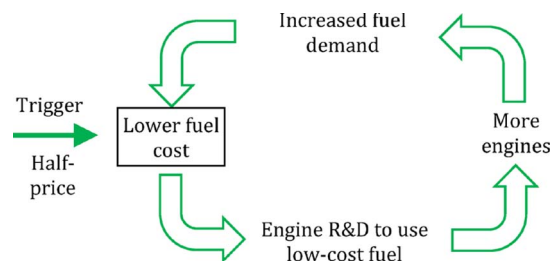 Increased fuel
demand
Trigger
Half-
price
Lower fuel
cost
More
engines
Engine R&D to use
low-cost fuel